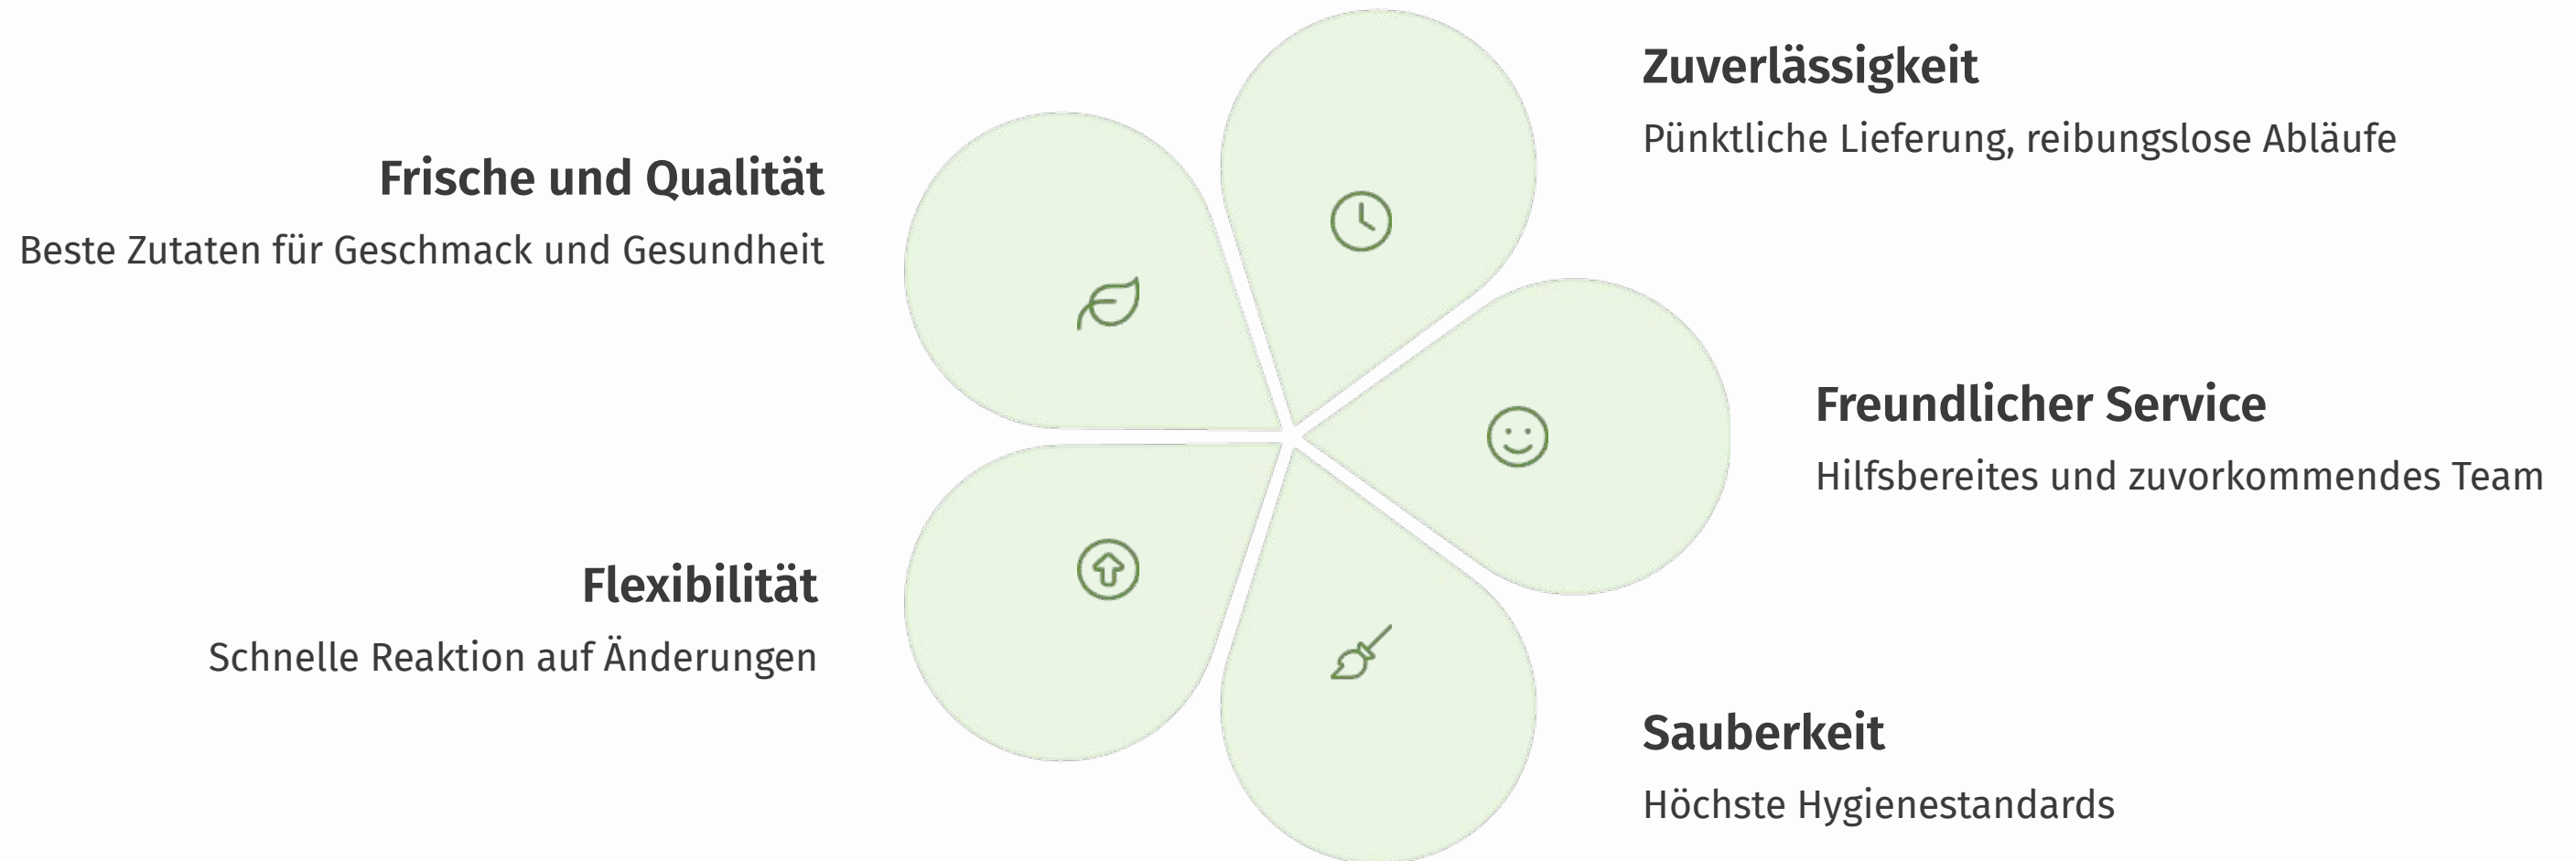 Zuverlässigkeit
Pünktliche Lieferung, reibungslose Abläufe
Frische und Qualität
Beste Zutaten für Geschmack und Gesundheit
Freundlicher Service
Hilfsbereites und zuvorkommendes Team
Flexibilität
Schnelle Reaktion auf Änderungen
Sauberkeit
Höchste Hygienestandards